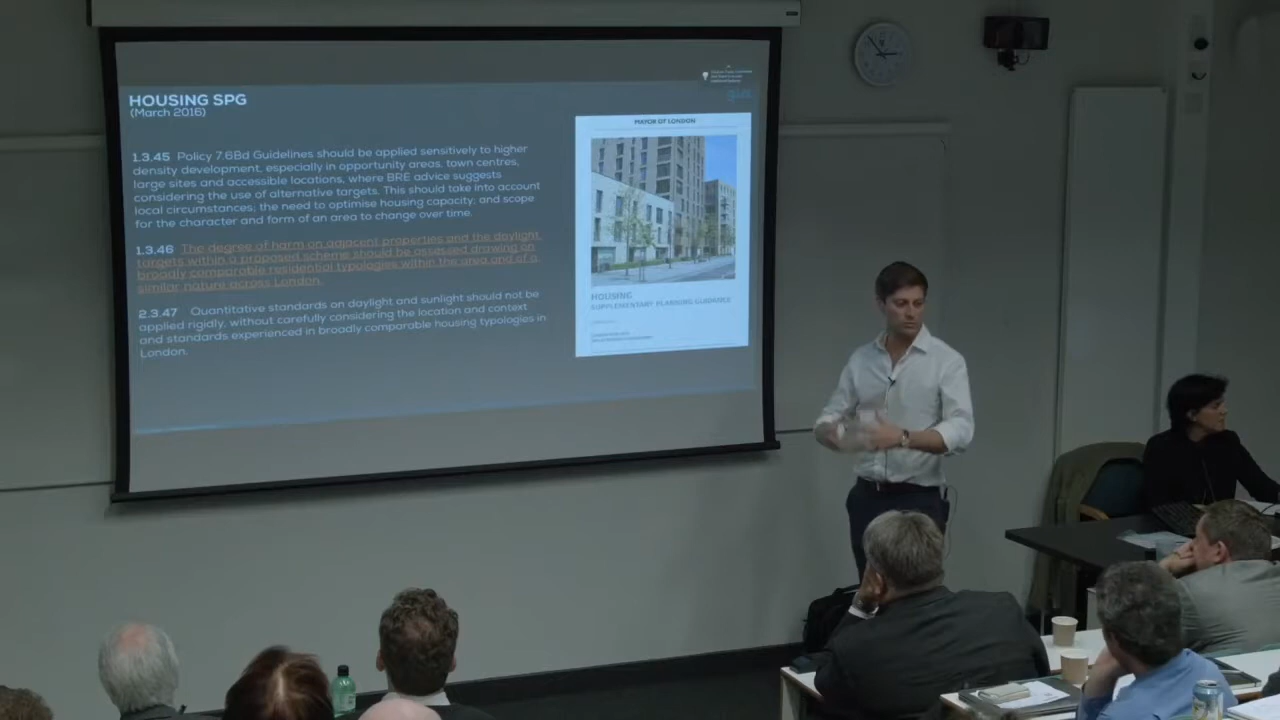 HOUSING SPG
(March 2016)
1.3.45 Policy 7.6Bd Guidelines should be applied sensitively to higher
density development, especially in opportunity areas, town centres,
large sites and accessible locations, where BRE advice suggests
considering the use of alternative targets. This should take into account
local circumstances; the need to optimise housing capacity; and scope
for the character and form of an area to change over time.
1.3.46 The degree of harm on adjacent properties and the daylight
targets within a proposed scheme should be assessed drawing on
broadly comparable residential typologies within the area and of a
similar nature across London.
2.3.47 Quantitative standards on daylight and sunlight should not be
applied rigidly, without carefully considering the location and context
and standards experienced in broadly comparable housing typologies in
London.
MAYOR OF LONDON
HOUSING
SUPPLEMENTARY PLANNING GUIDANCE